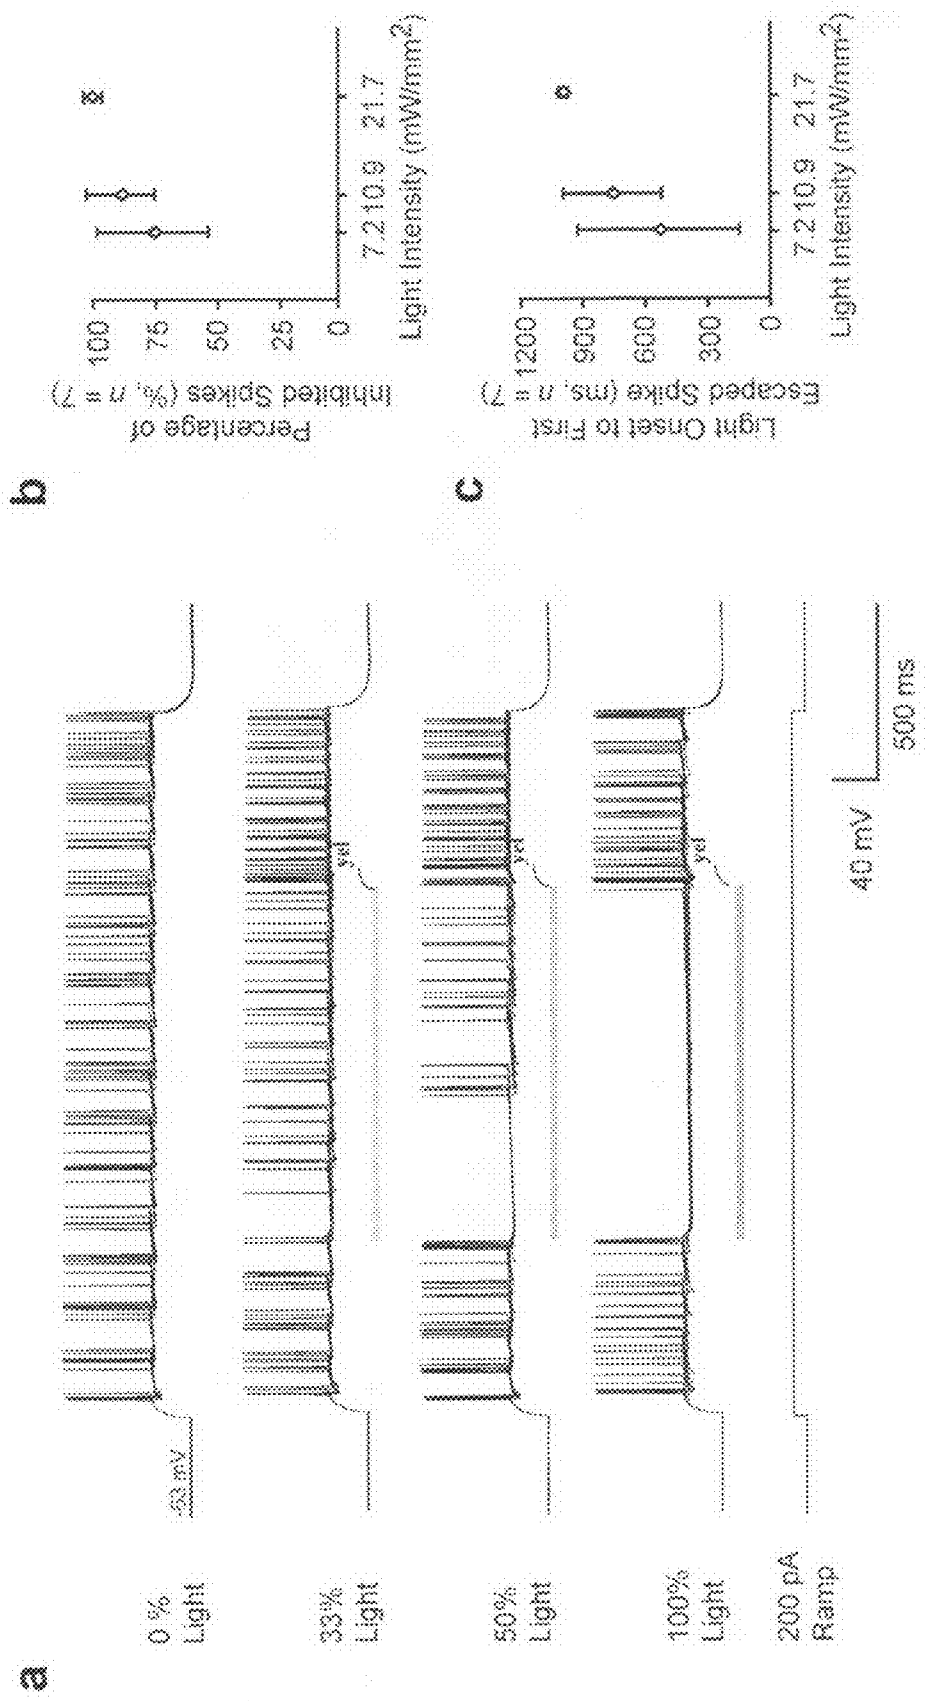 a
0 %
Light
-63 mV
33%
Light
yel
50%
Light
yel
100%
Light
yel
200 pA
Ramp
40 mV
500 ms
b
Percentage of
Inhibited Spikes (%, n = 7)
100
75
50
25
0
7.2 10.9 21.7
Light Intensity (mW/mm2)
c
Light Onset to First
Escaped Spike (ms, n = 7)
1200
900
600
300
0
7.2 10.9 21.7
Light Intensity (mW/mm2)